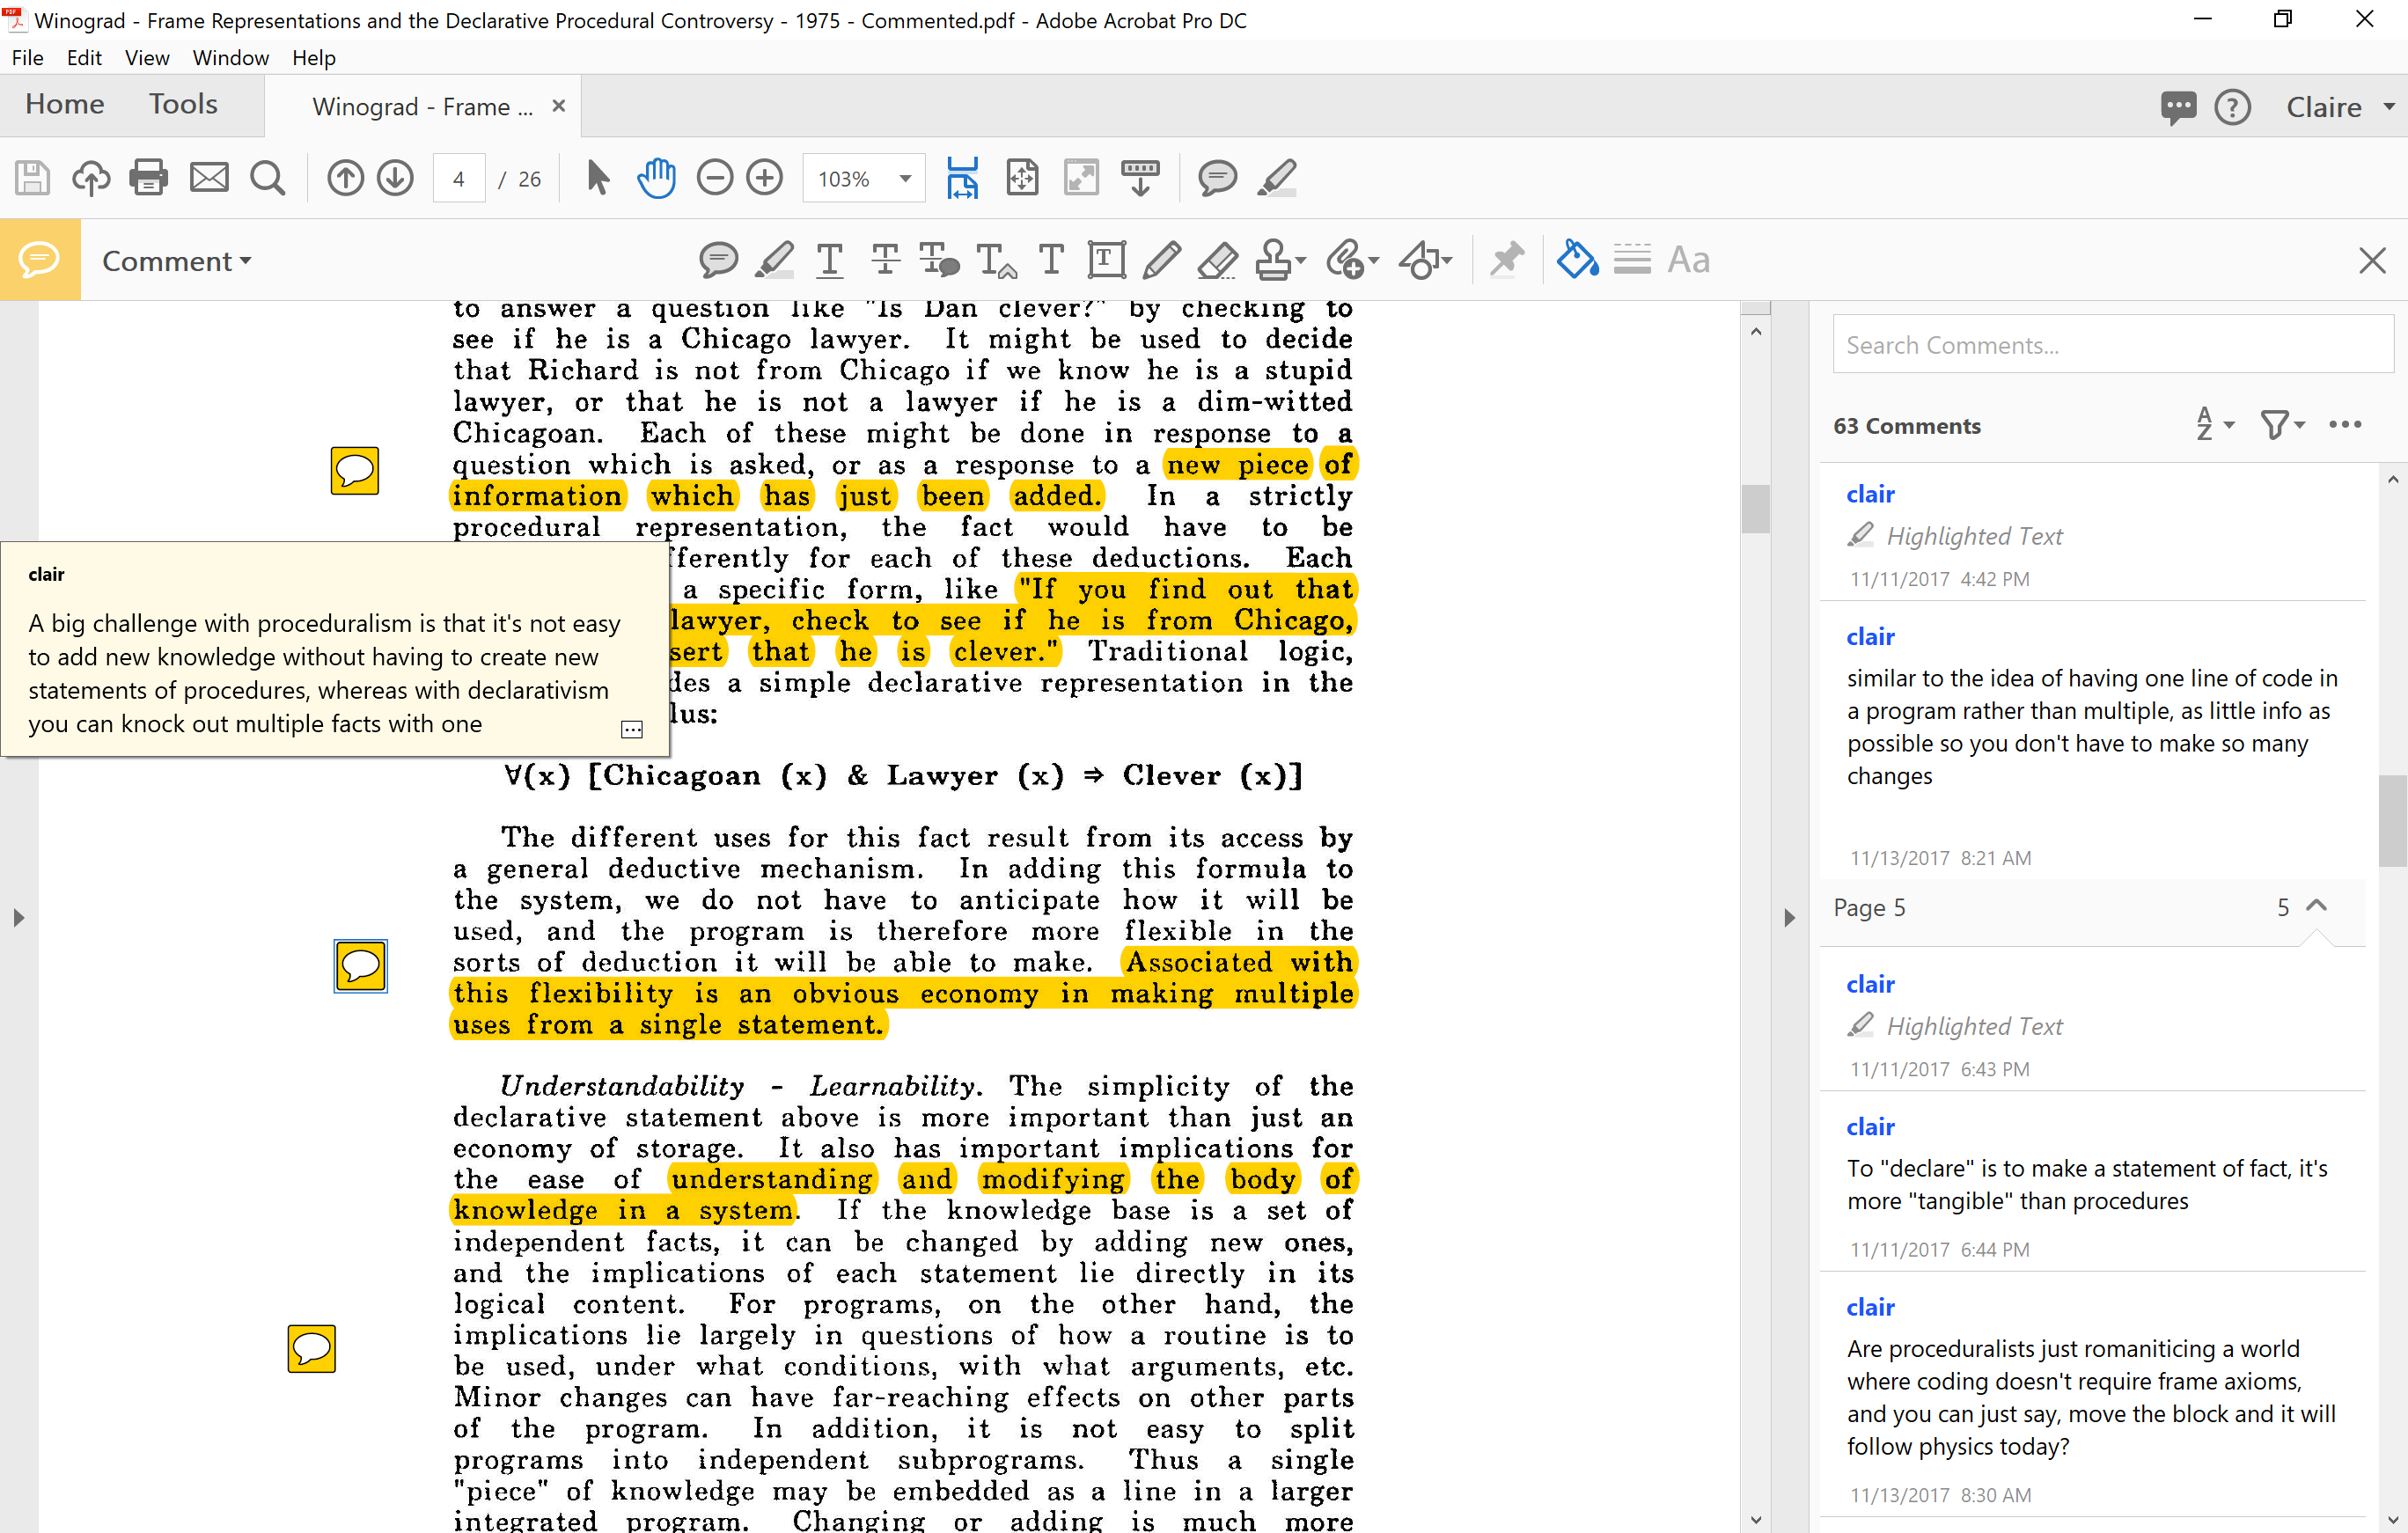 Winograd - Frame Representations and the Declarative Procedural Controversy - 1975 - Commented.pdf - Adobe Acrobat Pro DC
File Edit View Window Help
Home Tools Winograd - Frame ... × Claire
4 / 26 103%
Comment
Aa
to answer a question like "Is Dan clever?" by checking to
see if he is a Chicago lawyer. It might be used to decide
that Richard is not from Chicago if we know he is a stupid
lawyer, or that he is not a lawyer if he is a dim-witted
Chicagoan. Each of these might be done in response to a
question which is asked, or as a response to a new piece of
information which has just been added. In a strictly
procedural representation, the fact would have to be
fferently for each of these deductions. Each
a specific form, like "If you find out that
lawyer, check to see if he is from Chicago,
sert that he is clever." Traditional logic,
des a simple declarative representation in the
lus:
∀(x) [Chicagoan (x) & Lawyer (x) ⇒ Clever (x)]
The different uses for this fact result from its access by
a general deductive mechanism. In adding this formula to
the system, we do not have to anticipate how it will be
used, and the program is therefore more flexible in the
sorts of deduction it will be able to make. Associated with
this flexibility is an obvious economy in making multiple
uses from a single statement.
Understandability - Learnability. The simplicity of the
declarative statement above is more important than just an
economy of storage. It also has important implications for
the ease of understanding and modifying the body of
knowledge in a system. If the knowledge base is a set of
independent facts, it can be changed by adding new ones,
and the implications of each statement lie directly in its
logical content. For programs, on the other hand, the
implications lie largely in questions of how a routine is to
be used, under what conditions, with what arguments, etc.
Minor changes can have far-reaching effects on other parts
of the program. In addition, it is not easy to split
programs into independent subprograms. Thus a single
"piece" of knowledge may be embedded as a line in a larger
integrated program. Changing or adding is much more
clair
A big challenge with proceduralism is that it's not easy
to add new knowledge without having to create new
statements of procedures, whereas with declarativism
you can knock out multiple facts with one
Search Comments...
63 Comments
clair
Highlighted Text
11/11/2017 4:42 PM
clair
similar to the idea of having one line of code in
a program rather than multiple, as little info as
possible so you don't have to make so many
changes
11/13/2017 8:21 AM
Page 5 5
clair
Highlighted Text
11/11/2017 6:43 PM
clair
To "declare" is to make a statement of fact, it's
more "tangible" than procedures
11/11/2017 6:44 PM
clair
Are proceduralists just romaniticing a world
where coding doesn't require frame axioms,
and you can just say, move the block and it will
follow physics today?
11/13/2017 8:30 AM